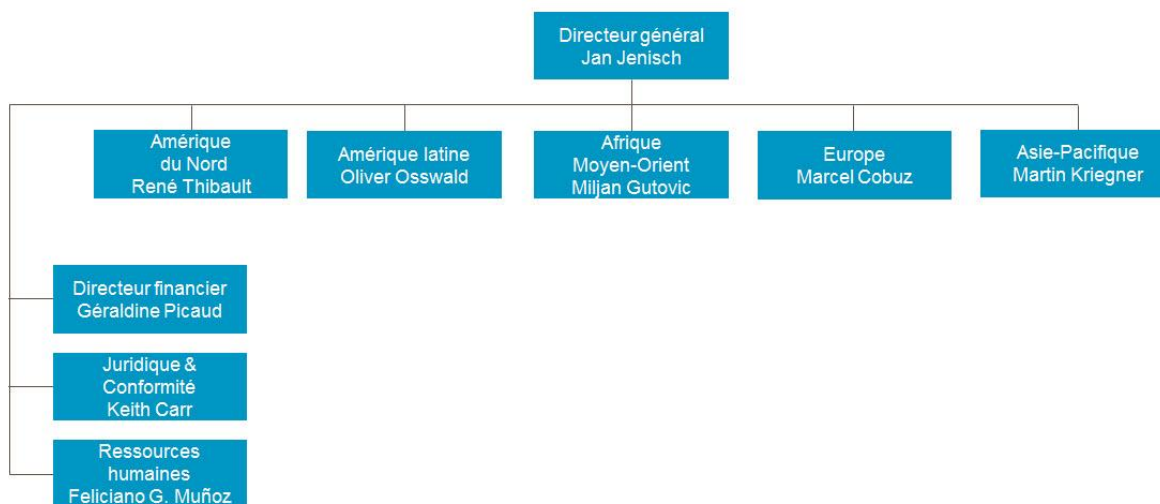 Directeur général
Jan Jenisch
Amérique
du Nord
René Thibault
Amérique latine
Oliver Osswald
Afrique
Moyen-Orient
Miljan Gutovic
Europe
Marcel Cobuz
Asie-Pacifique
Martin Kriegner
Directeur financier
Géraldine Picaud
Juridique &
Conformité
Keith Carr
Ressources
humaines
Feliciano G. Muñoz